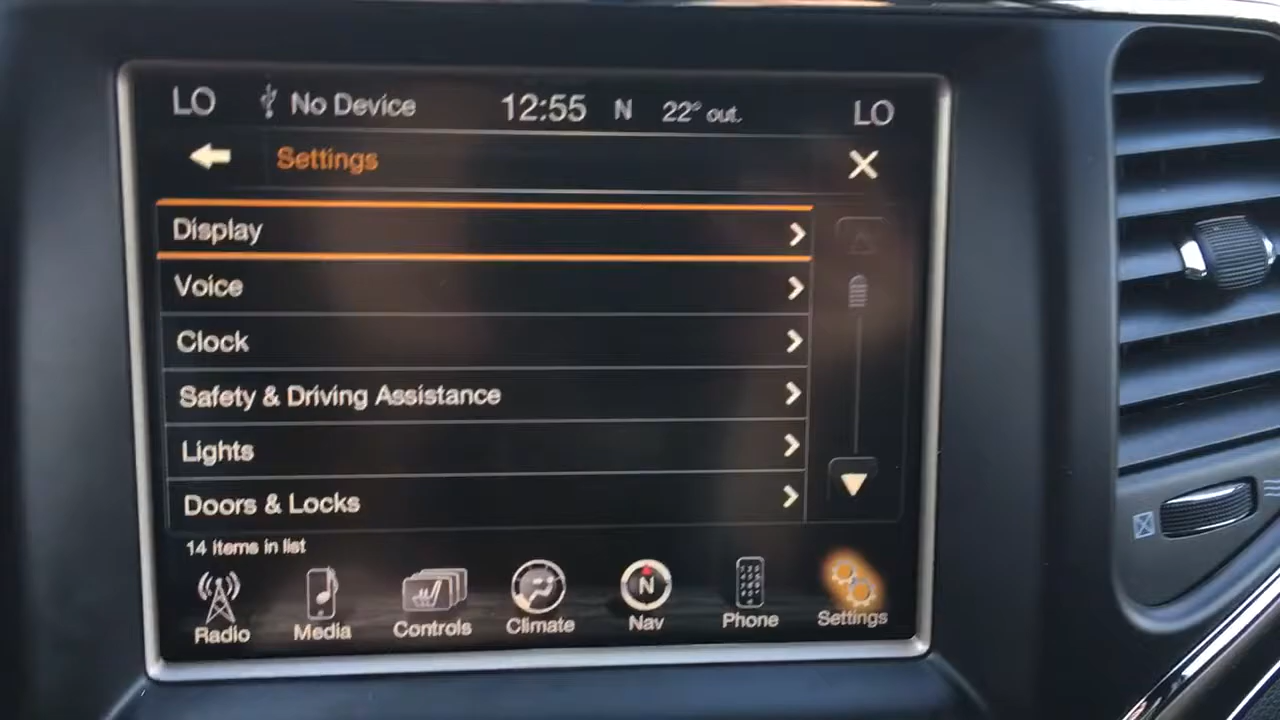 LO No Device 12:55 N 22° out. LO
Settings
Display
Voice
Clock
Safety & Driving Assistance
Lights
Doors & Locks
14 items in list
Radio Media Controls Climate Nav Phone Settings
N